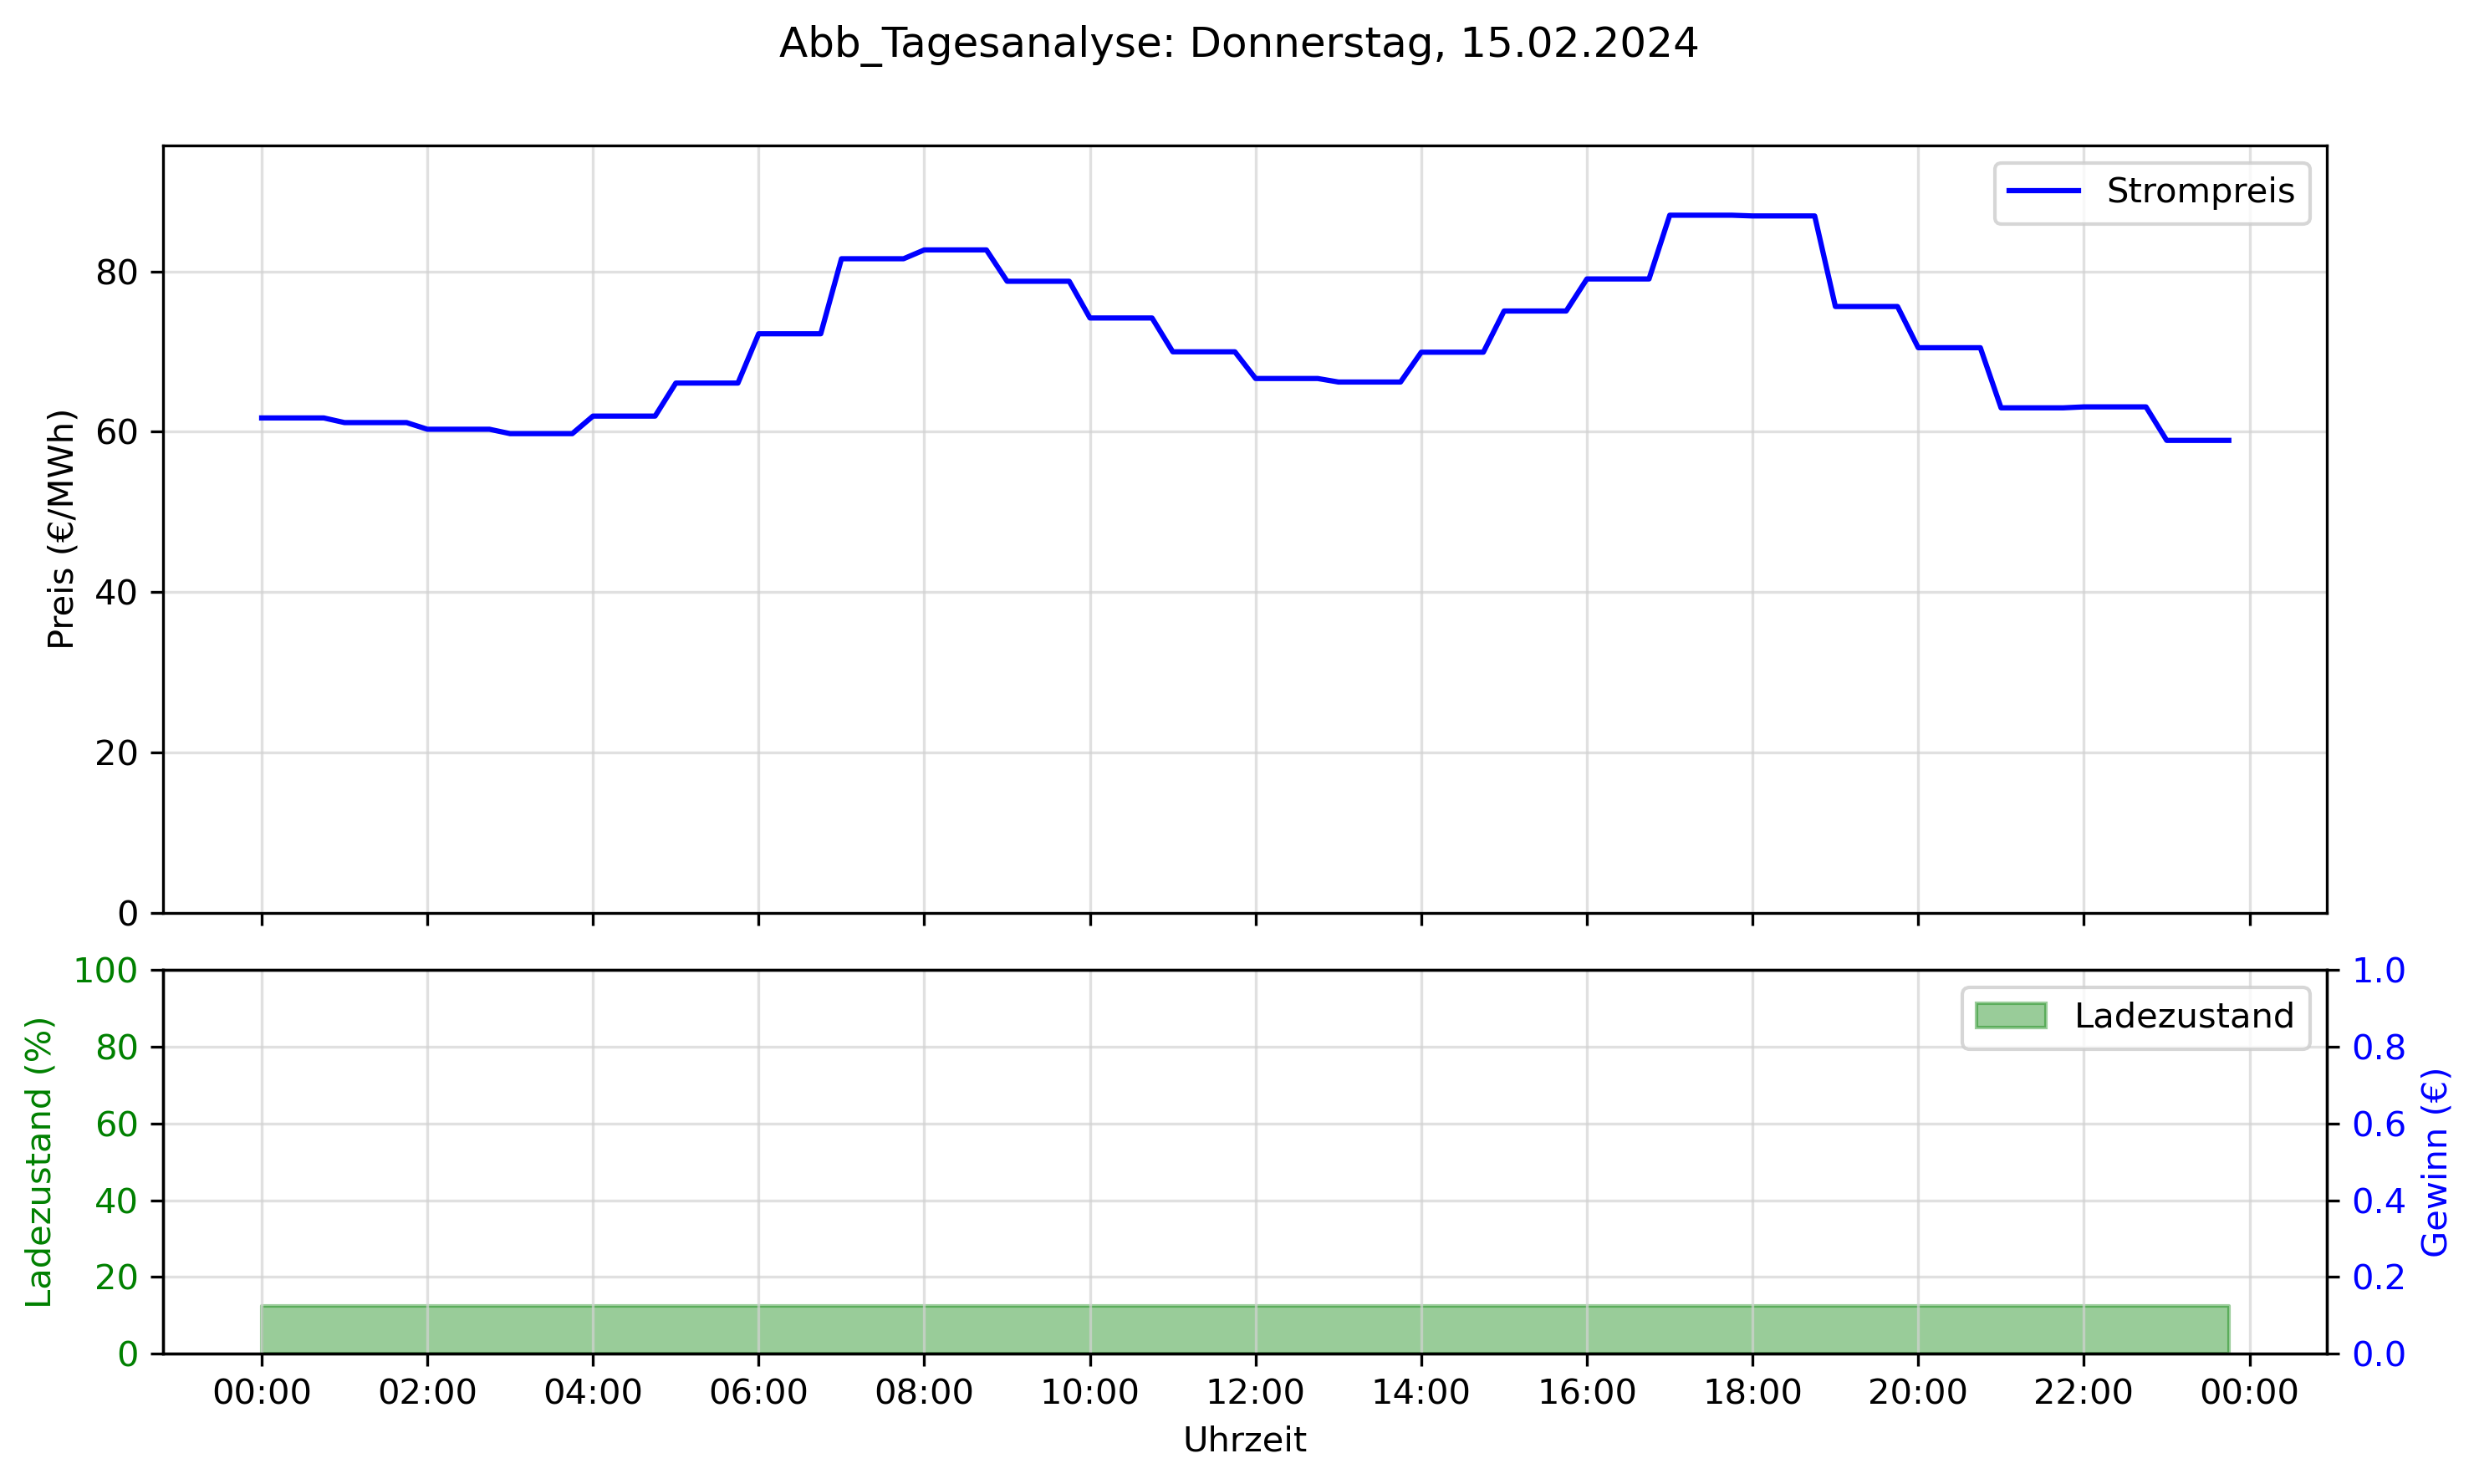 Abb_Tagesanalyse: Donnerstag, 15.02.2024
Strompreis
Preis (€/MWh)
80
60
40
20
0
Ladezustand
Ladezustand (%)
100
80
60
40
20
0
Gewinn (€)
1.0
0.8
0.6
0.4
0.2
0.0
00:00 02:00 04:00 06:00 08:00 10:00 12:00 14:00 16:00 18:00 20:00 22:00 00:00
Uhrzeit